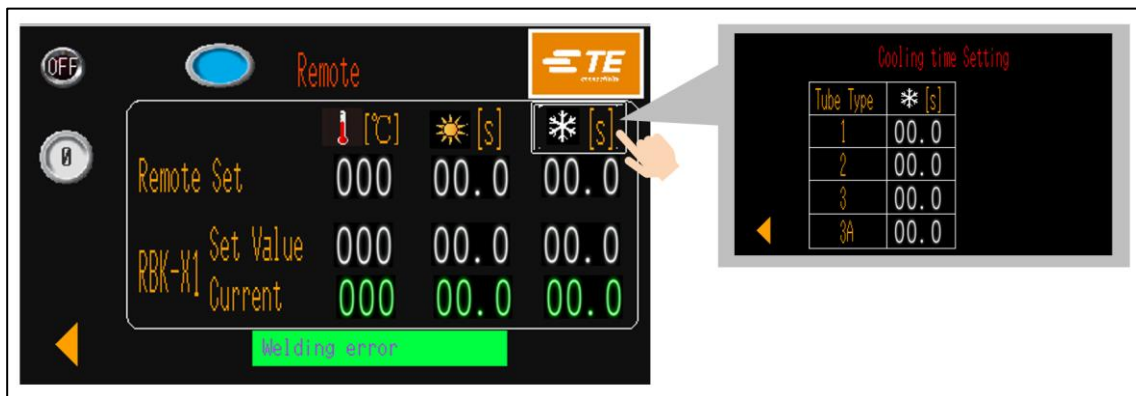 OFF
Remote
TE
connectivity
[℃] [s] [s]
0
Remote Set 000 00.0 00.0
RBK-X1
Set Value 000 00.0 00.0
Current 000 00.0 00.0
Welding error
Cooling time Setting
Tube Type [s]
1 00.0
2 00.0
3 00.0
3A 00.0